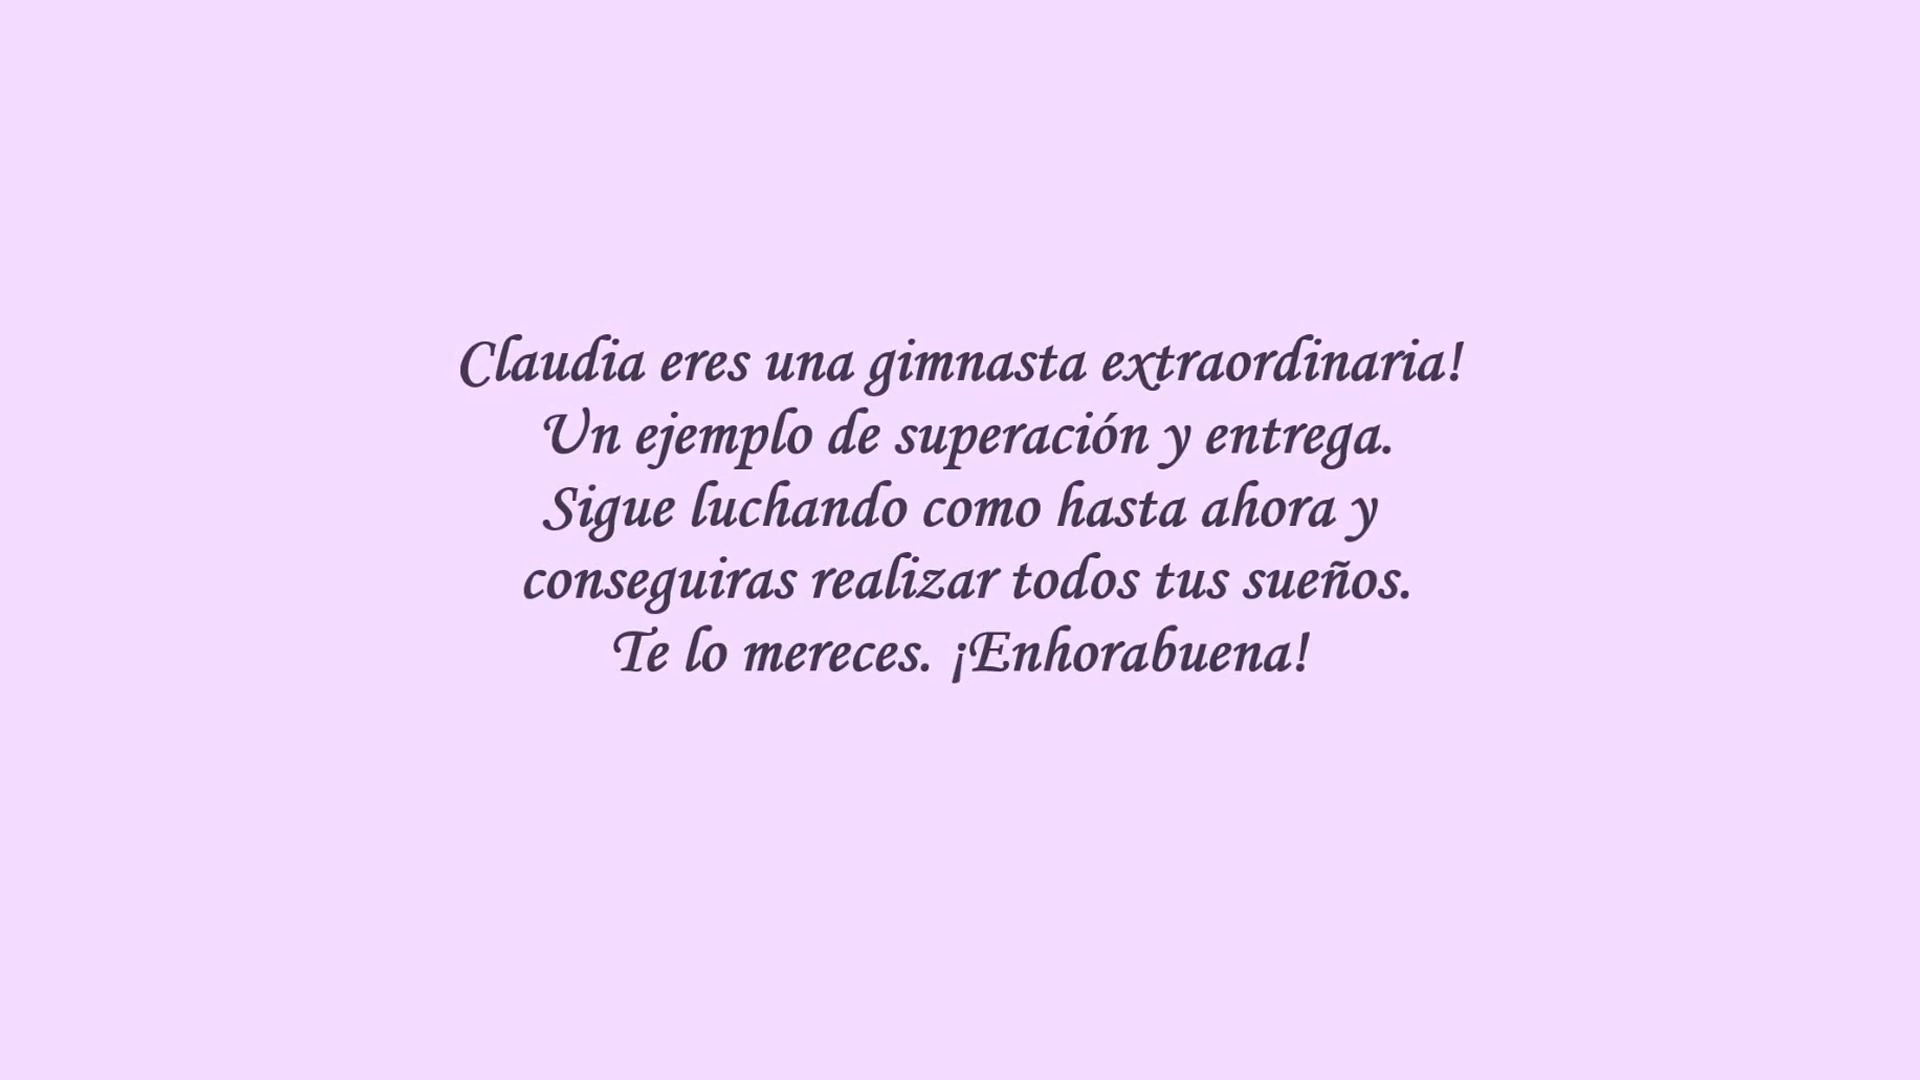 Claudia eres una gimnasta extraordinaria!
Un ejemplo de superación y entrega.
Sigue luchando como hasta ahora y
conseguiras realizar todos tus sueños.
Te lo mereces. ¡Enhorabuena!